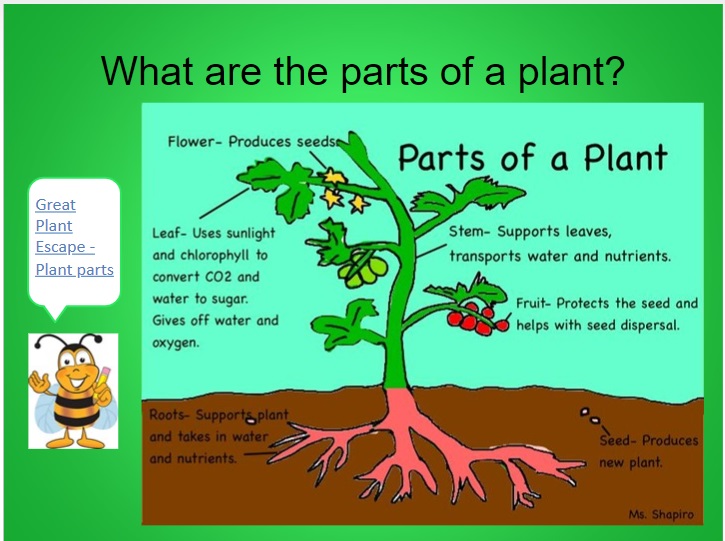 What are the parts of a plant?
Great
Plant
Escape -
Plant parts
Parts of a Plant
Flower- Produces seeds.
Leaf- Uses sunlight
and chlorophyll to
convert CO2 and
water to sugar.
Gives off water and
oxygen.
Stem- Supports leaves,
transports water and nutrients.
Fruit- Protects the seed and
helps with seed dispersal.
Roots- Supports plant
and takes in water
and nutrients.
Seed- Produces
new plant.
Ms. Shapiro